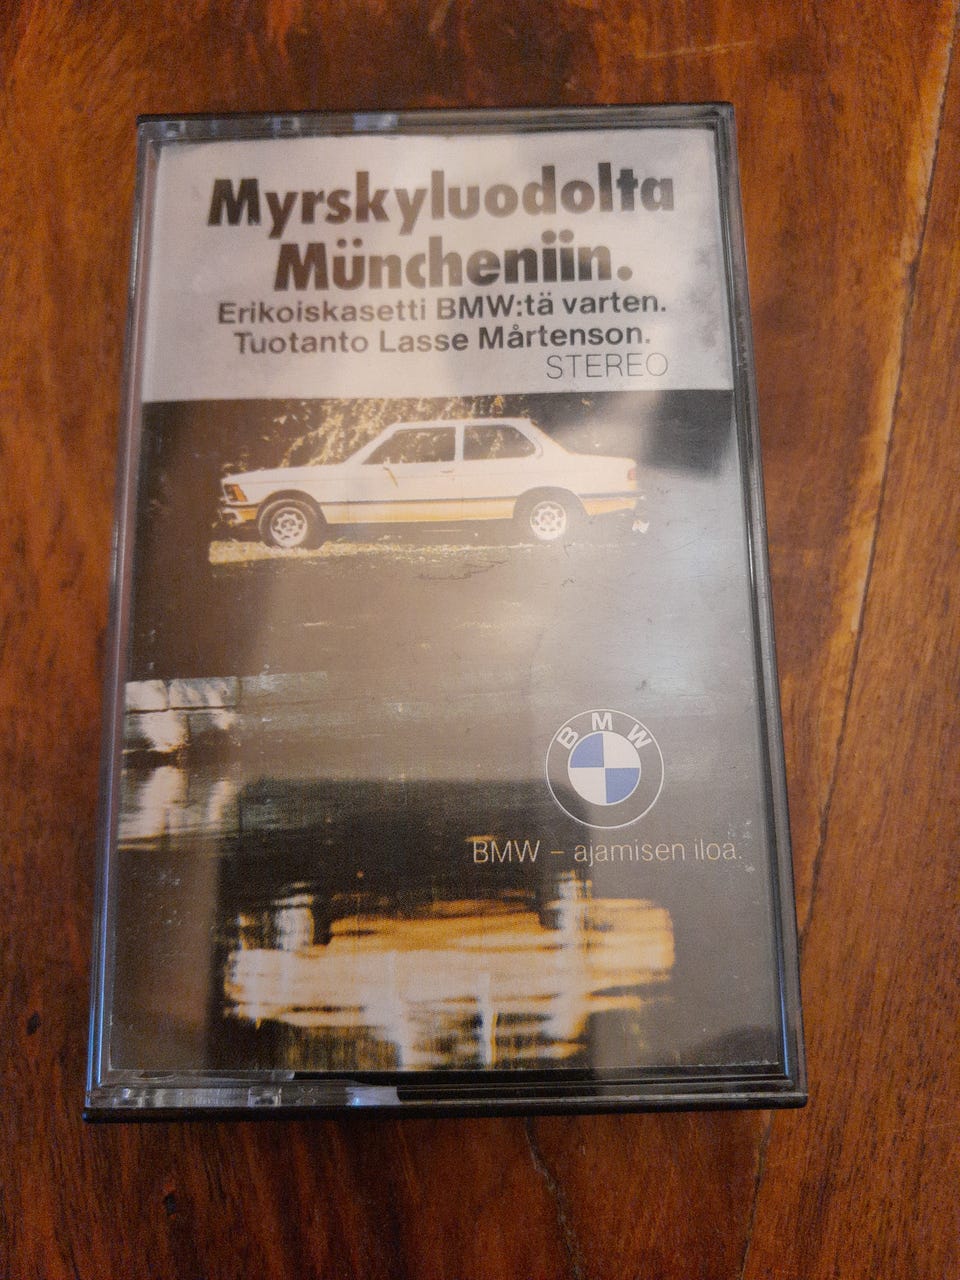 Myrskyluodolta
Müncheniin.
Erikoiskasetti BMW:tä varten.
Tuotanto Lasse Mårtenson.
STEREO
BMW
BMW – ajamisen iloa.